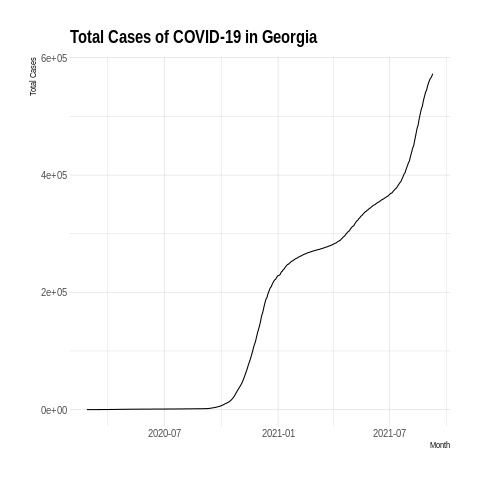 Total Cases of COVID-19 in Georgia
Total Cases
6e+05
4e+05
2e+05
0e+00
2020-07
2021-01
2021-07
Month